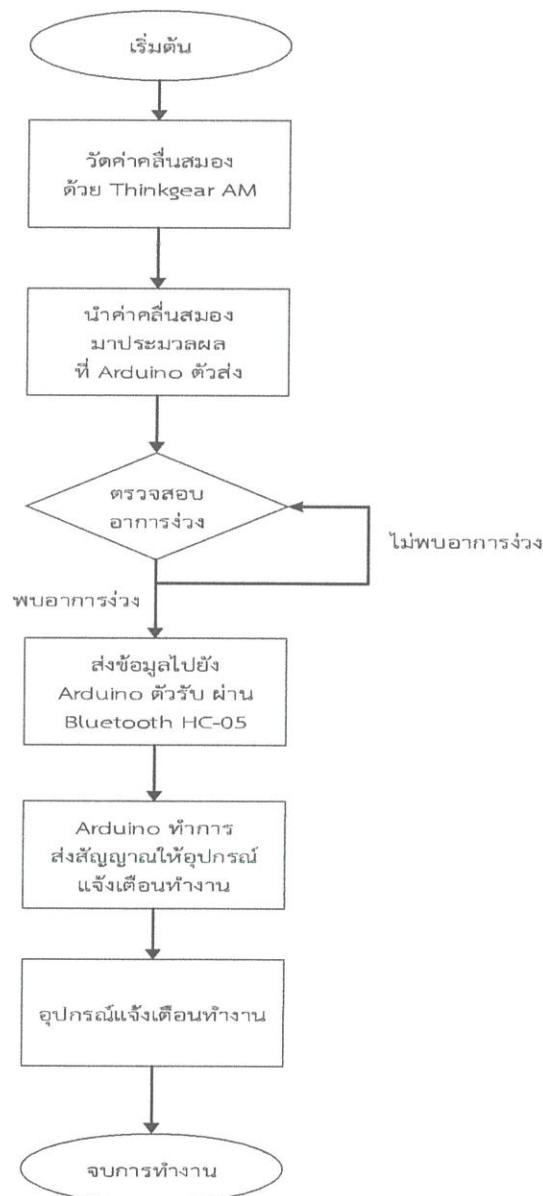 เริ่มต้น
วัดค่าคลื่นสมอง
ด้วย Thinkgear AM
นำค่าคลื่นสมอง
มาประมวลผล
ที่ Arduino ตัวส่ง
ตรวจสอบ
อาการง่วง
ไม่พบอาการง่วง
พบอาการง่วง
ส่งข้อมูลไปยัง
Arduino ตัวรับ ผ่าน
Bluetooth HC-05
Arduino ทำการ
ส่งสัญญาณให้อุปกรณ์
แจ้งเตือนทำงาน
อุปกรณ์แจ้งเตือนทำงาน
จบการทำงาน